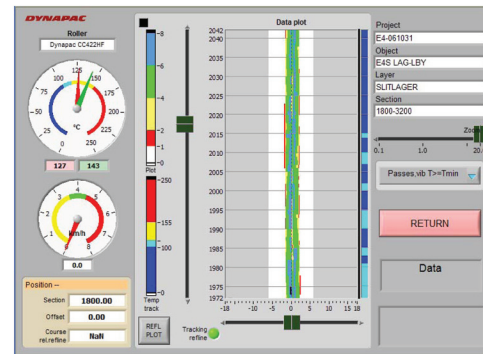 DYNAPAC
Roller
Dynapac CC422HF
0
25
50
75
100
125
150
175
200
225
250
°C
127
143
0
1
2
3
4
5
6
7
8
km/h
0.0
Position --
Section 1800.00
Offset 0.00
Course rel.refine NaN
8
6
4
2
1
0
Plot
250
155
100
0
Temp track
REFL PLOT
Tracking refine
Data plot
2042
2040
2035
2030
2025
2020
2015
2010
2005
2000
1995
1990
1985
1980
1975
1972
-18
-15
-10
-5
0
5
10
15
18
Project
E4-061031
Object
E4S LAG-LBY
Layer
SLITLAGER
Section
1800-3200
0.1
1.0
Passes,vib T>=Tmin
RETURN
Data